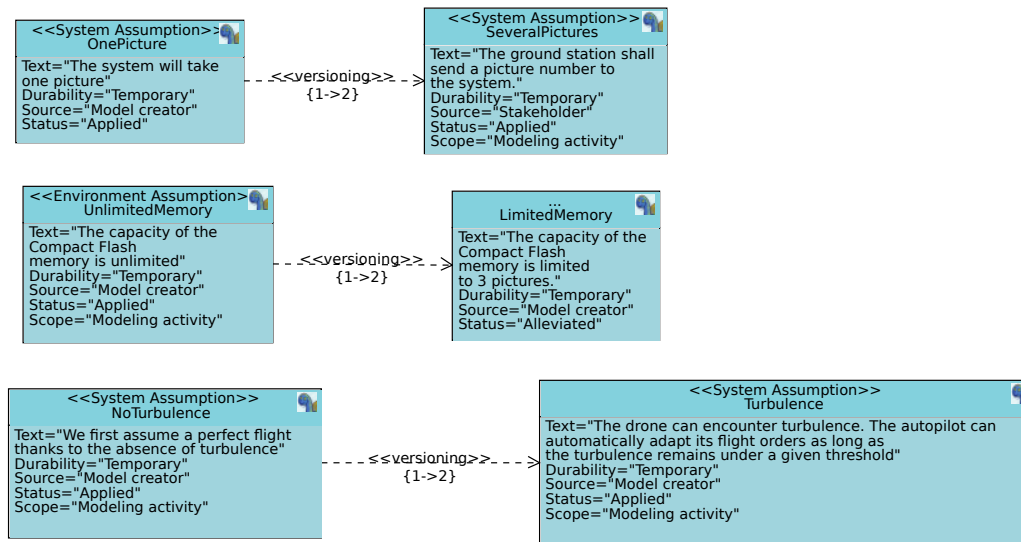 <<System Assumption>>
OnePicture
Text="The system will take
one picture"
Durability="Temporary"
Source="Model creator"
Status="Applied"
<<versioning>>
{1->2}
<<System Assumption>>
SeveralPictures
Text="The ground station shall
send a picture number to
the system."
Durability="Temporary"
Source="Stakeholder"
Status="Applied"
Scope="Modeling activity"
<<Environment Assumption>
UnlimitedMemory
Text="The capacity of the
Compact Flash
memory is unlimited"
Durability="Temporary"
Source="Model creator"
Status="Applied"
Scope="Modeling activity"
<<versioning>>
{1->2}
...
LimitedMemory
Text="The capacity of the
Compact Flash
memory is limited
to 3 pictures."
Durability="Temporary"
Source="Model creator"
Status="Alleviated"
<<System Assumption>>
NoTurbulence
Text="We first assume a perfect flight
thanks to the absence of turbulence"
Durability="Temporary"
Source="Model creator"
Status="Applied"
Scope="Modeling activity"
<<versioning>>
{1->2}
<<System Assumption>>
Turbulence
Text="The drone can encounter turbulence. The autopilot can
automatically adapt its flight orders as long as
the turbulence remains under a given threshold"
Durability="Temporary"
Source="Model creator"
Status="Applied"
Scope="Modeling activity"